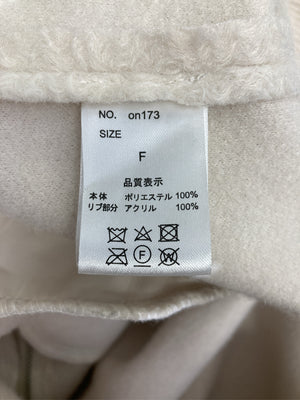 NO. on173
SIZE
F
品質表示
本体 ポリエステル 100%
リブ部分 アクリル 100%
F W